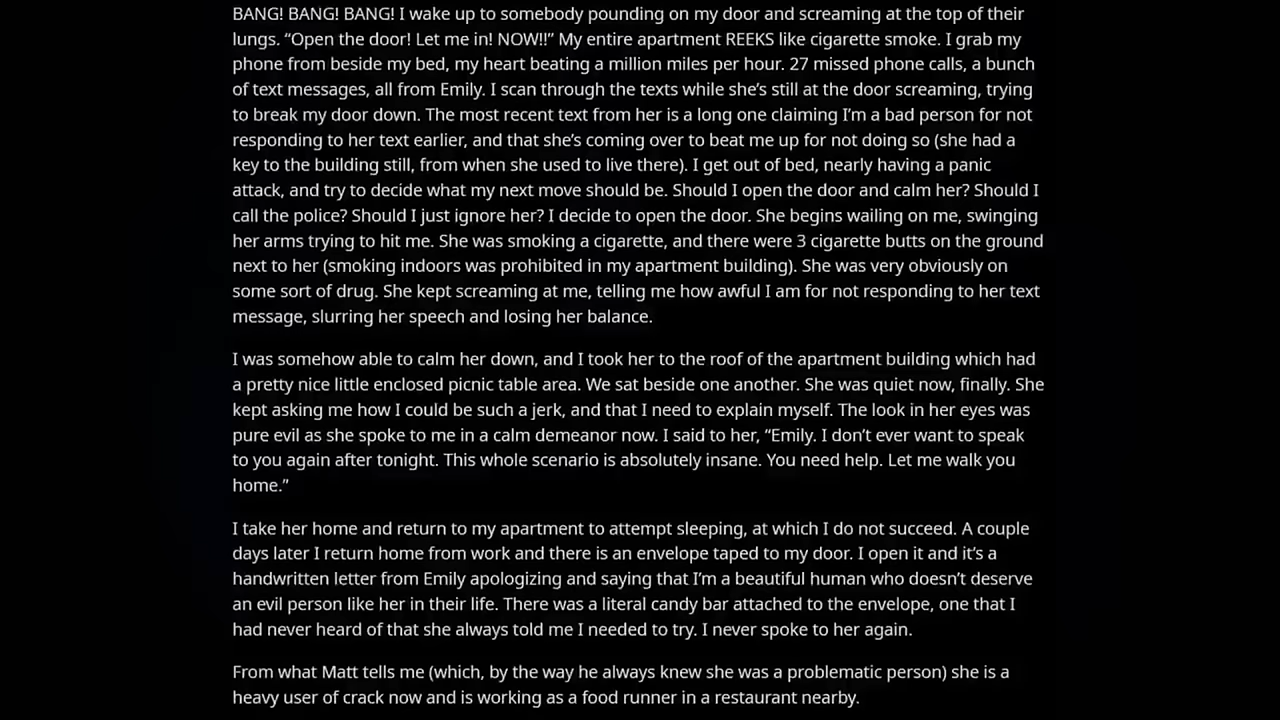 BANG! BANG! BANG! I wake up to somebody pounding on my door and screaming at the top of their
lungs. “Open the door! Let me in! NOW!!” My entire apartment REEKS like cigarette smoke. I grab my
phone from beside my bed, my heart beating a million miles per hour. 27 missed phone calls, a bunch
of text messages, all from Emily. I scan through the texts while she’s still at the door screaming, trying
to break my door down. The most recent text from her is a long one claiming I’m a bad person for not
responding to her text earlier, and that she’s coming over to beat me up for not doing so (she had a
key to the building still, from when she used to live there). I get out of bed, nearly having a panic
attack, and try to decide what my next move should be. Should I open the door and calm her? Should I
call the police? Should I just ignore her? I decide to open the door. She begins wailing on me, swinging
her arms trying to hit me. She was smoking a cigarette, and there were 3 cigarette butts on the ground
next to her (smoking indoors was prohibited in my apartment building). She was very obviously on
some sort of drug. She kept screaming at me, telling me how awful I am for not responding to her text
message, slurring her speech and losing her balance.
I was somehow able to calm her down, and I took her to the roof of the apartment building which had
a pretty nice little enclosed picnic table area. We sat beside one another. She was quiet now, finally. She
kept asking me how I could be such a jerk, and that I need to explain myself. The look in her eyes was
pure evil as she spoke to me in a calm demeanor now. I said to her, “Emily. I don’t ever want to speak
to you again after tonight. This whole scenario is absolutely insane. You need help. Let me walk you
home.”
I take her home and return to my apartment to attempt sleeping, at which I do not succeed. A couple
days later I return home from work and there is an envelope taped to my door. I open it and it’s a
handwritten letter from Emily apologizing and saying that I’m a beautiful human who doesn’t deserve
an evil person like her in their life. There was a literal candy bar attached to the envelope, one that I
had never heard of that she always told me I needed to try. I never spoke to her again.
From what Matt tells me (which, by the way he always knew she was a problematic person) she is a
heavy user of crack now and is working as a food runner in a restaurant nearby.